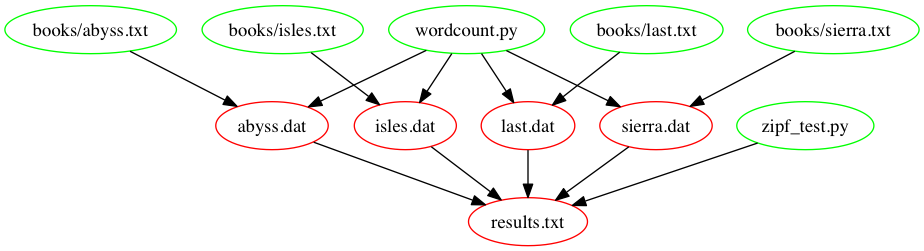 books/abyss.txt
books/isles.txt
wordcount.py
books/last.txt
books/sierra.txt
abyss.dat
isles.dat
last.dat
sierra.dat
zipf_test.py
results.txt